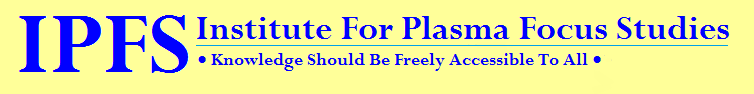 IPFS
Institute For Plasma Focus Studies
• Knowledge Should Be Freely Accessible To All •